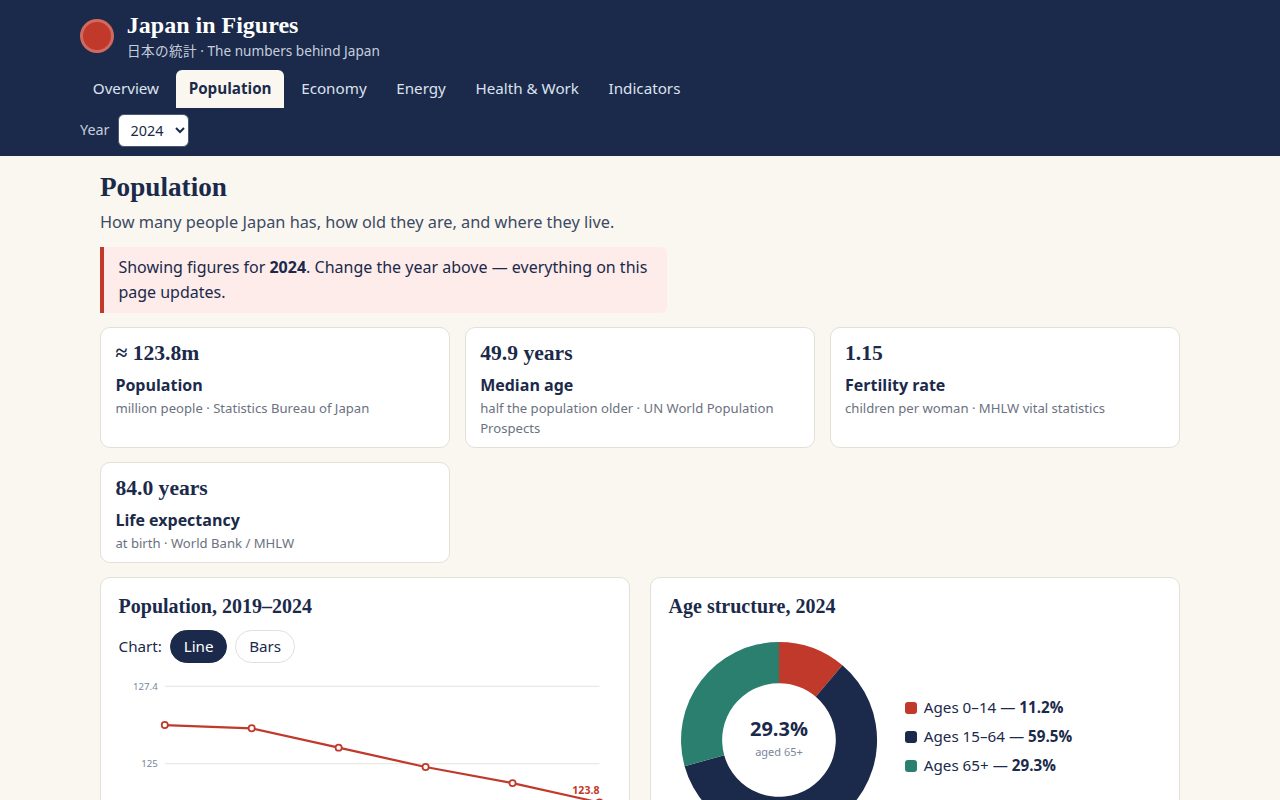 Japan in Figures
日本の統計 · The numbers behind Japan
Overview
Population
Economy
Energy
Health & Work
Indicators
Year
2024
Population
How many people Japan has, how old they are, and where they live.
Showing figures for 2024. Change the year above — everything on this
page updates.
≈ 123.8m
Population
million people · Statistics Bureau of Japan
49.9 years
Median age
half the population older · UN World Population
Prospects
1.15
Fertility rate
children per woman · MHLW vital statistics
84.0 years
Life expectancy
at birth · World Bank / MHLW
Population, 2019–2024
Chart:
Line
Bars
127.4
125
123.8
Age structure, 2024
29.3%
aged 65+
Ages 0–14 — 11.2%
Ages 15–64 — 59.5%
Ages 65+ — 29.3%